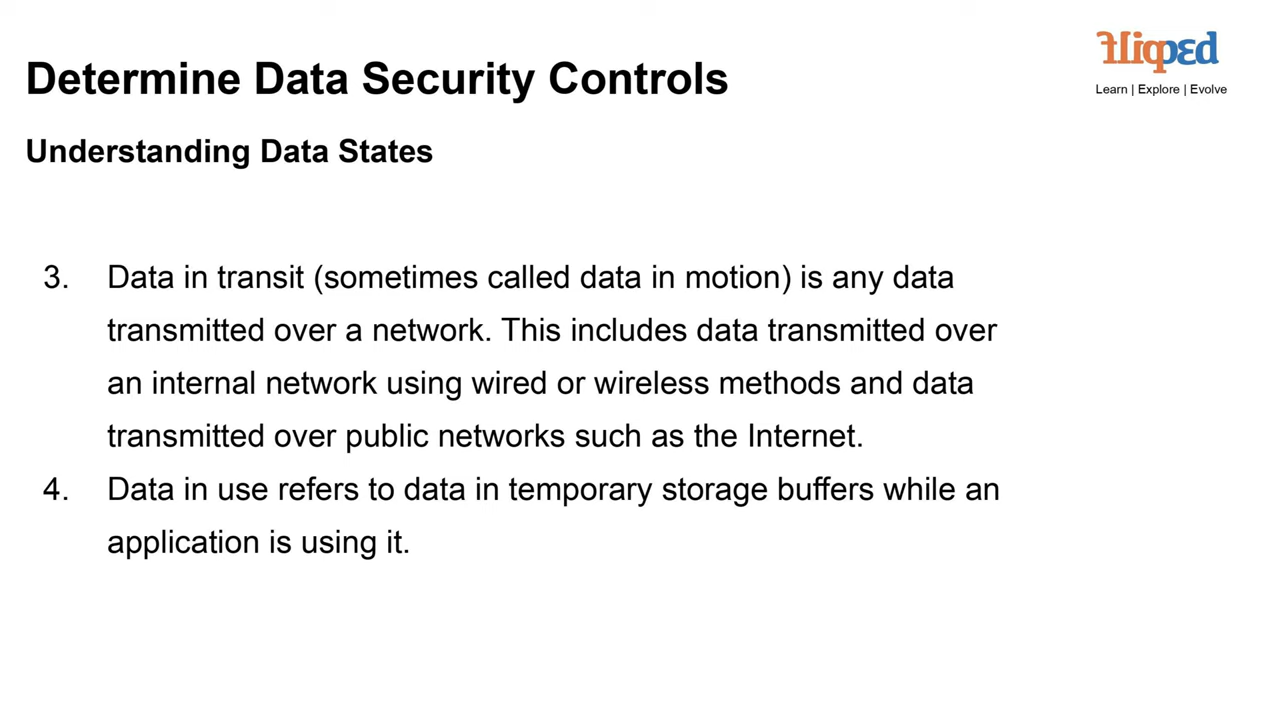 Flipped
Learn | Explore | Evolve
Determine Data Security Controls
Understanding Data States
3. Data in transit (sometimes called data in motion) is any data
transmitted over a network. This includes data transmitted over
an internal network using wired or wireless methods and data
transmitted over public networks such as the Internet.
4. Data in use refers to data in temporary storage buffers while an
application is using it.